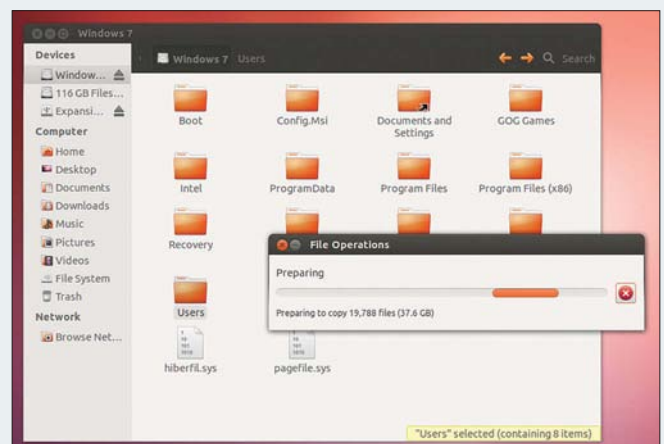 Windows 7
Devices
Window...
116 GB Files...
Expansi...
Computer
Home
Desktop
Documents
Downloads
Music
Pictures
Videos
File System
Trash
Network
Browse Net...
Windows 7 Users
Search
Boot
Config.Msi
Documents and
Settings
GOG Games
Intel
ProgramData
Program Files
Program Files (x86)
Recovery
Users
hiberfil.sys
pagefile.sys
File Operations
Preparing
Preparing to copy 19,788 files (37.6 GB)
"Users" selected (containing 8 items)